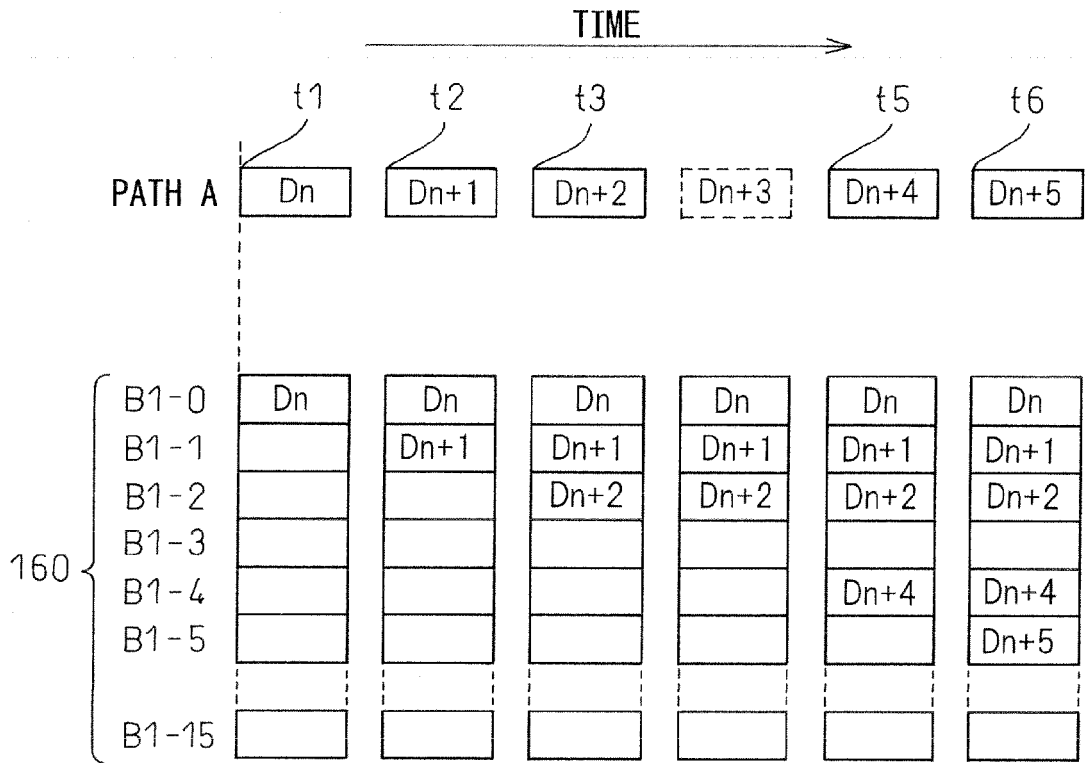 TIME
t1 t2 t3 t5 t6
PATH A Dn Dn+1 Dn+2 Dn+3 Dn+4 Dn+5
B1-0 Dn Dn Dn Dn Dn Dn
B1-1 Dn+1 Dn+1 Dn+1 Dn+1 Dn+1
B1-2 Dn+2 Dn+2 Dn+2 Dn+2
B1-3
160
B1-4 Dn+4 Dn+4
B1-5 Dn+5
B1-15